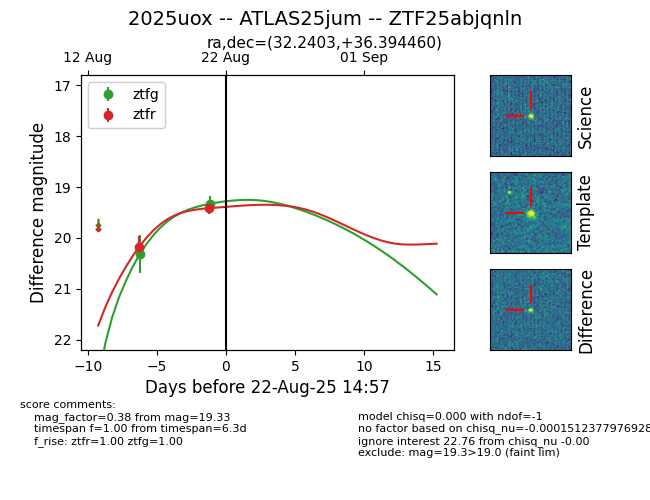 2025uox -- ATLAS25jum -- ZTF25abjqnln
ra,dec=(32.2403,+36.394460)
12 Aug 22 Aug 01 Sep
ztfg
ztfr
17
18
19
20
21
22
Difference magnitude
−10 −5 0 5 10 15
Days before 22-Aug-25 14:57
Science
Template
Difference
score comments:
mag_factor=0.38 from mag=19.33
timespan f=1.00 from timespan=6.3d
f_rise: ztfr=1.00 ztfg=1.00
model chisq=0.000 with ndof=-1
no factor based on chisq_nu=-0.0001512377976928
ignore interest 22.76 from chisq_nu -0.00
exclude: mag=19.3>19.0 (faint lim)